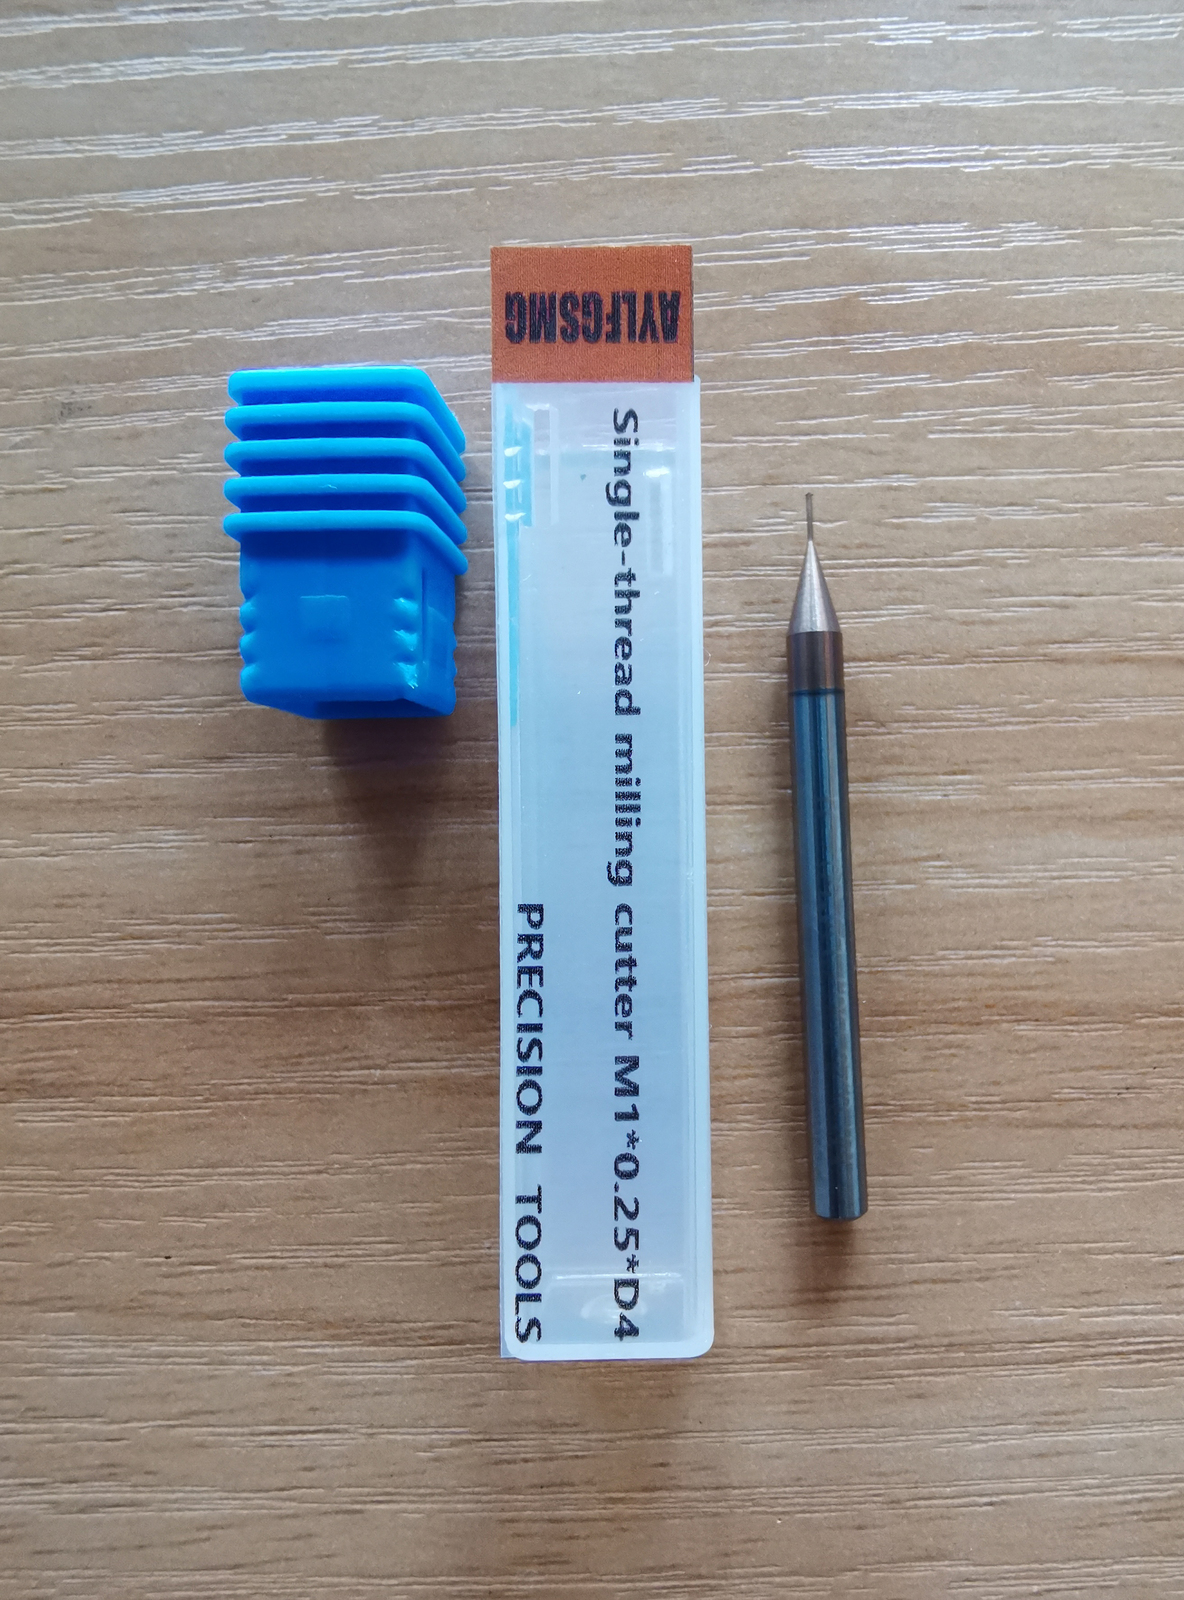 AYLFGSMG
Single-thread milling cutter M1*0.25*D4
PRECISION TOOLS